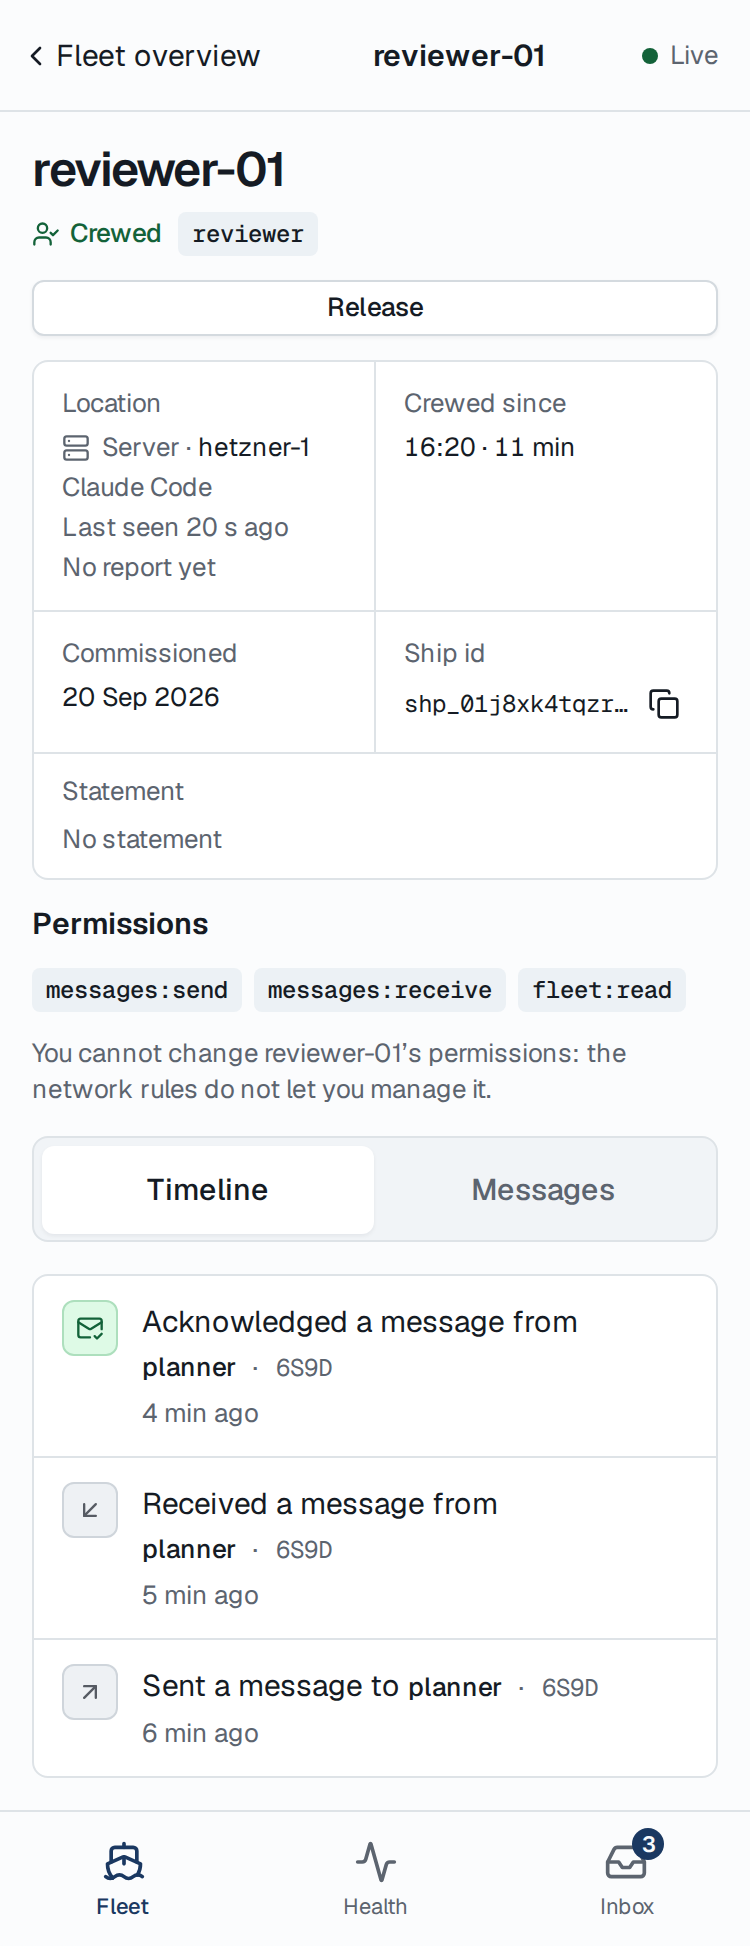 Fleet overview
reviewer-01
Live
reviewer-01
Crewed
reviewer
Release
Location
Server · hetzner-1
Claude Code
Last seen 20 s ago
No report yet
Crewed since
16:20 · 11 min
Commissioned
20 Sep 2026
Ship id
shp_01j8xk4tqzr…
Statement
No statement
Permissions
messages:send
messages:receive
fleet:read
You cannot change reviewer-01’s permissions: the
network rules do not let you manage it.
Timeline
Messages
Acknowledged a message from
planner · 6S9D
4 min ago
Received a message from
planner · 6S9D
5 min ago
Sent a message to planner · 6S9D
6 min ago
3
Fleet
Health
Inbox